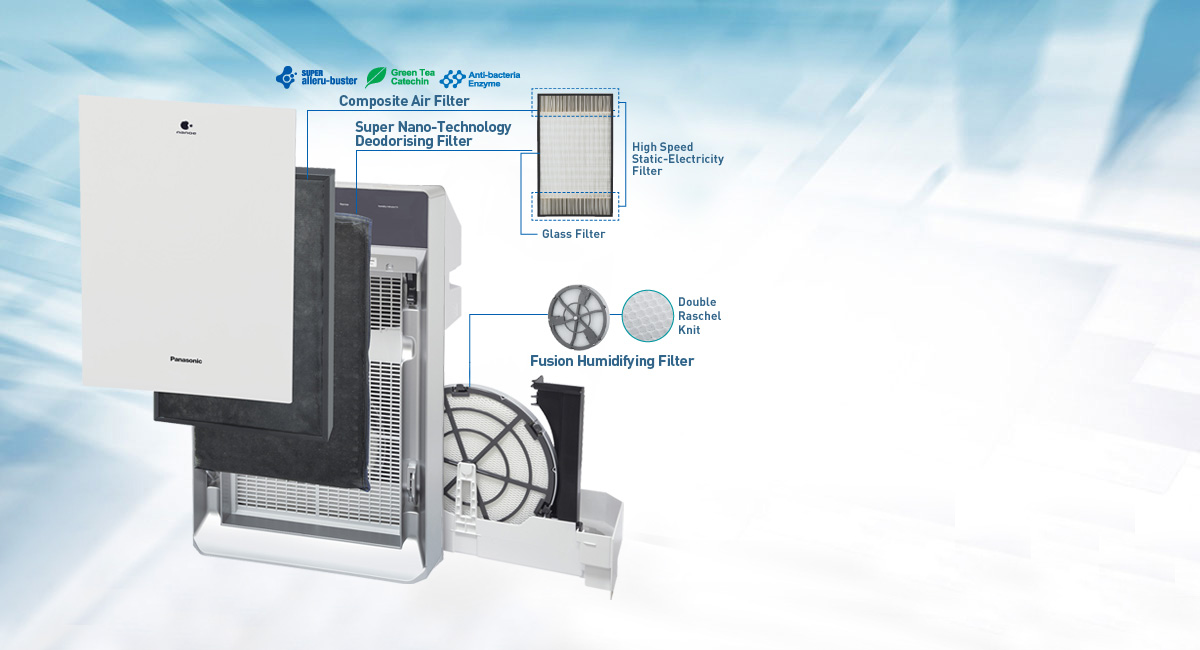 SUPER
alleru-buster
Green Tea
Catechin
Anti-bacteria
Enzyme
Composite Air Filter
Super Nano-Technology
Deodorising Filter
High Speed
Static-Electricity
Filter
Glass Filter
nanoe
Panasonic
Double
Raschel
Knit
Fusion Humidifying Filter